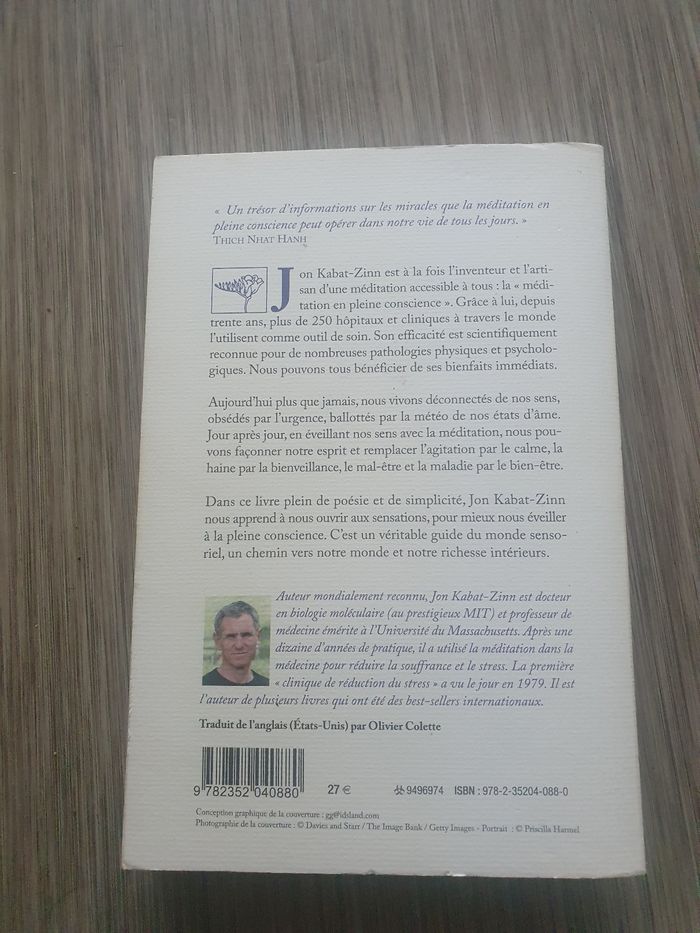 « Un trésor d'informations sur les miracles que la méditation en
pleine conscience peut opérer dans notre vie de tous les jours. »
THICH NHAT HANH
Jon Kabat-Zinn est à la fois l'inventeur et l'arti-
san d'une méditation accessible à tous : la « médi-
tation en pleine conscience ». Grâce à lui, depuis
trente ans, plus de 250 hôpitaux et cliniques à travers le monde
l'utilisent comme outil de soin. Son efficacité est scientifiquement
reconnue pour de nombreuses pathologies physiques et psycholo-
giques. Nous pouvons tous bénéficier de ses bienfaits immédiats.
Aujourd'hui plus que jamais, nous vivons déconnectés de nos sens,
obsédés par l'urgence, ballottés par la météo de nos états d'âme.
Jour après jour, en éveillant nos sens avec la méditation, nous pou-
vons façonner notre esprit et remplacer l'agitation par le calme, la
haine par la bienveillance, le mal-être et la maladie par le bien-être.
Dans ce livre plein de poésie et de simplicité, Jon Kabat-Zinn
nous apprend à nous ouvrir aux sensations, pour mieux nous éveiller
à la pleine conscience. C'est un véritable guide du monde senso-
riel, un chemin vers notre monde et notre richesse intérieurs.
Auteur mondialement reconnu, Jon Kabat-Zinn est docteur
en biologie moléculaire (au prestigieux MIT) et professeur de
médecine émérite à l'Université du Massachusetts. Après une
dizaine d'années de pratique, il a utilisé la méditation dans la
médecine pour réduire la souffrance et le stress. La première
« clinique de réduction du stress » a vu le jour en 1979. Il est
l'auteur de plusieurs livres qui ont été des best-sellers internationaux.
Traduit de l'anglais (États-Unis) par Olivier Colette
9 782352 040880
27 €
9496974 ISBN : 978-2-35204-088-0
Conception graphique de la couverture : gg@idsland.com
Photographie de la couverture : © Davies and Starr / The Image Bank / Getty Images - Portrait : © Priscilla Harmel